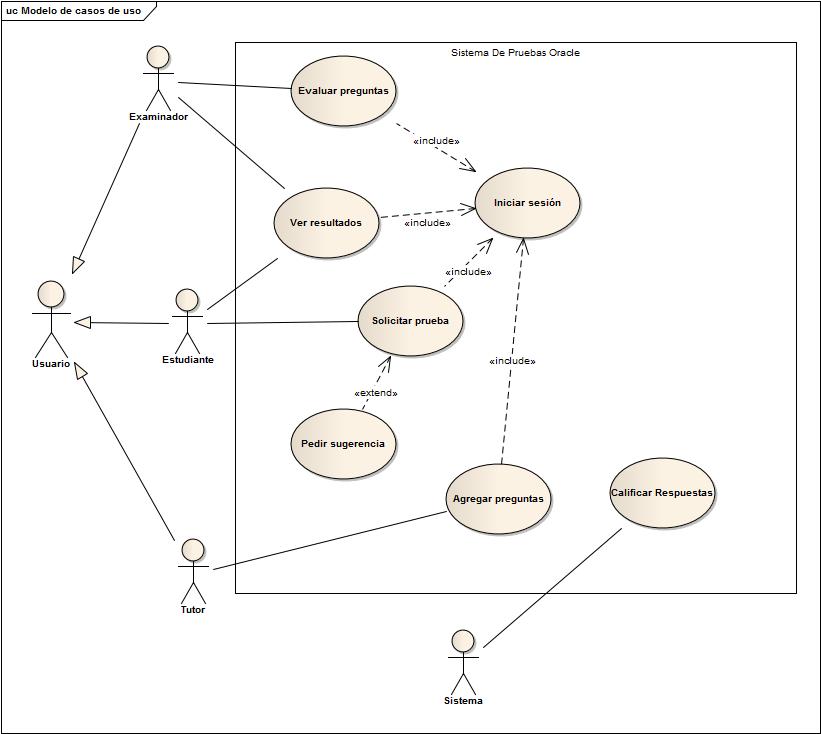 uc Modelo de casos de uso
Sistema De Pruebas Oracle
Examinador
Evaluar preguntas
«include»
Iniciar sesión
Ver resultados
«include»
«include»
Usuario
Estudiante
Solicitar prueba
«include»
«extend»
Pedir sugerencia
Agregar preguntas
Calificar Respuestas
Tutor
Sistema